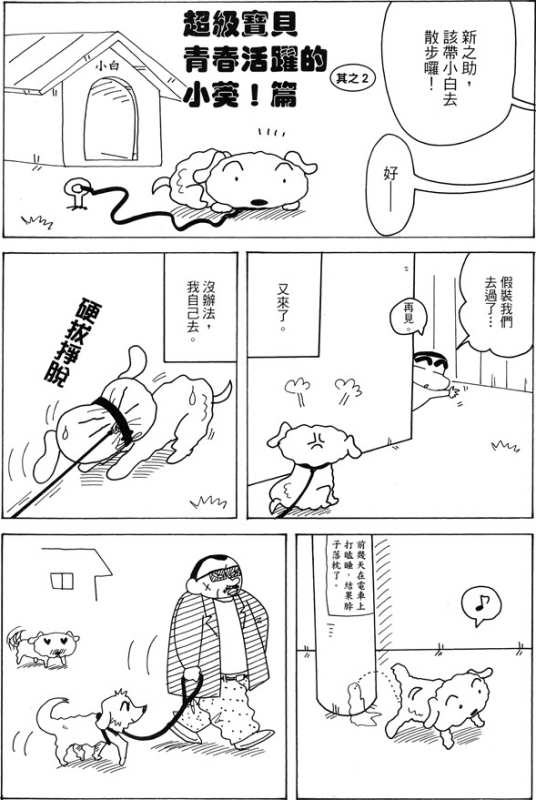 超級寶貝
青春活躍的
小葵！篇
其之2
新之助，
該帶小白去
散步囉！
好——
小白
假裝我們
去過了…
再見。
又來了。
沒辦法，
我自己去。
硬拔掙脫
前幾天在電車上
打瞌睡，結果脖
子落枕了。